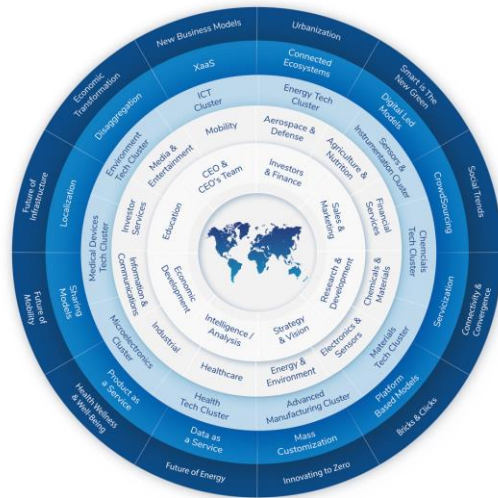 New Business Models
Urbanization
Smart is The
New Green
Social Trends
Connectivity &
Convergence
Bricks & Clicks
Innovating to Zero
Future of Energy
Health Wellness
& Well-Being
Future of
Mobility
Future of
Infrastructure
Economic
Transformation
XaaS
Connected
Ecosystems
Digital Led
Models
CrowdSourcing
Servicization
Platform
Based Models
Mass
Customization
Data as
a Service
Product as
a Service
Sharing
Models
Localization
Disaggregation
ICT
Cluster
Energy Tech
Cluster
Sensors &
Instrumentation Cluster
Chemcials
Tech Cluster
Materials
Tech Cluster
Advanced
Manufacturing Cluster
Health
Tech Cluster
Microelectronics
Cluster
Medical Devices
Tech Cluster
Environment
Tech Cluster
Mobility
Aerospace &
Defense
Agriculture &
Nutrition
Financial
Services
Chemicals
& Materials
Electronics &
Sensors
Energy &
Environment
Healthcare
Industrial
Information &
Communications
Investor
Services
Media &
Entertainment
CEO &
CEO's Team
Investors
& Finance
Sales &
Marketing
Research &
Development
Strategy
& Vision
Intelligence /
Analysis
Economic
Development
Education